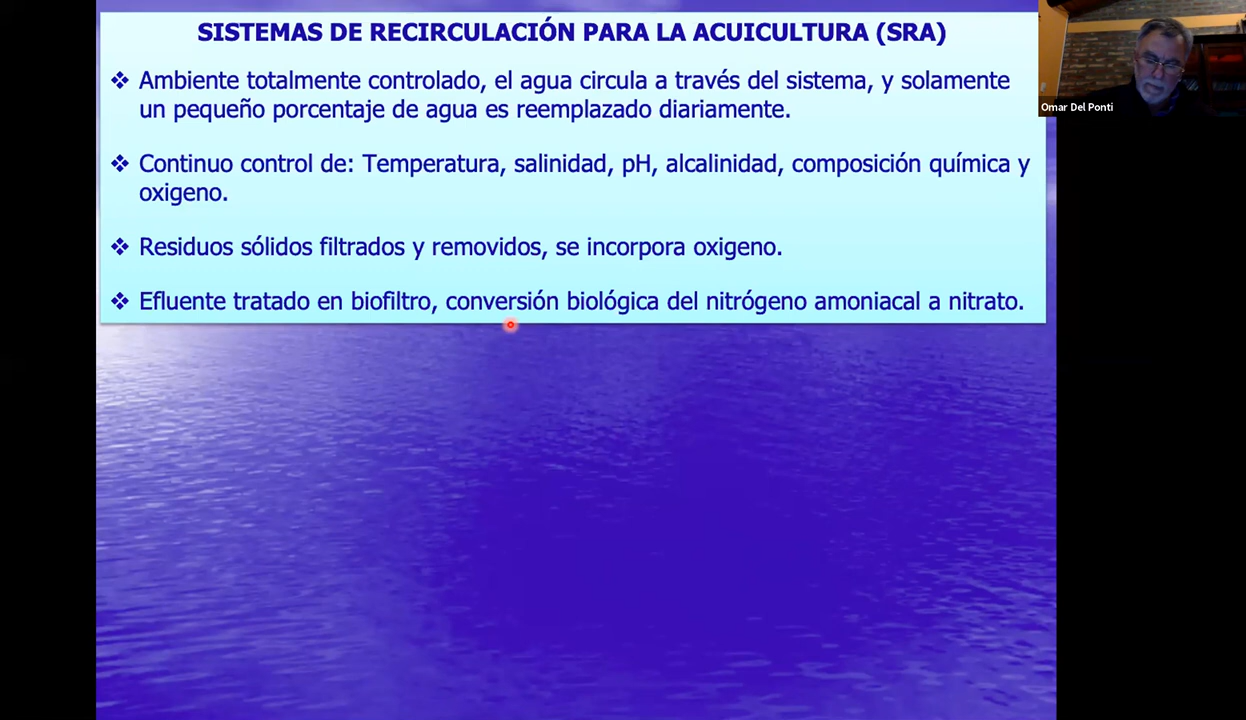 SISTEMAS DE RECIRCULACIÓN PARA LA ACUICULTURA (SRA)
❖ Ambiente totalmente controlado, el agua circula a través del sistema, y solamente
un pequeño porcentaje de agua es reemplazado diariamente.
❖ Continuo control de: Temperatura, salinidad, pH, alcalinidad, composición química y
oxigeno.
❖ Residuos sólidos filtrados y removidos, se incorpora oxigeno.
❖ Efluente tratado en biofiltro, conversión biológica del nitrógeno amoniacal a nitrato.
Omar Del Ponti